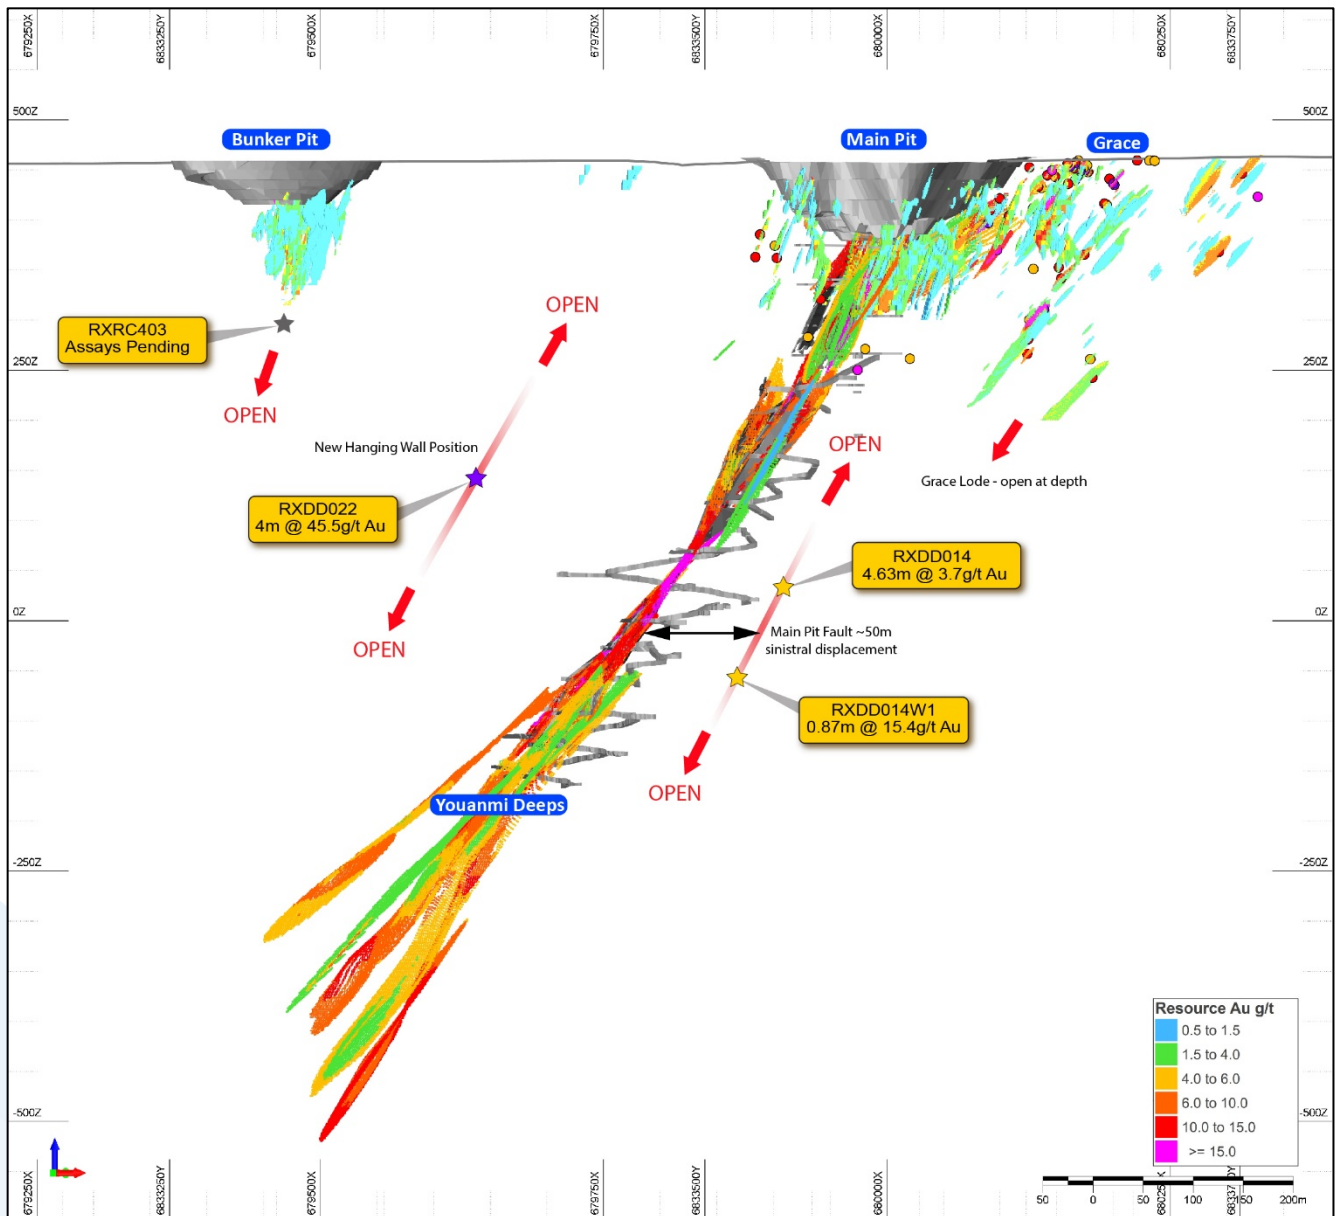 679250X
6833250Y
679500X
679750X
6833500Y
680000X
680250X
6833750Y
500Z
500Z
Bunker Pit
Main Pit
Grace
RXRC403
Assays Pending
OPEN
OPEN
250Z
250Z
New Hanging Wall Position
RXDD022
4m @ 45.5g/t Au
OPEN
OPEN
Grace Lode - open at depth
RXDD014
4.63m @ 3.7g/t Au
0Z
0Z
Main Pit Fault ~50m
sinistral displacement
RXDD014W1
0.87m @ 15.4g/t Au
OPEN
Youanmi Deeps
-250Z
-250Z
Resource Au g/t
0.5 to 1.5
1.5 to 4.0
4.0 to 6.0
6.0 to 10.0
10.0 to 15.0
>= 15.0
-500Z
-500Z
679250X
6833250Y
679500X
679750X
6833500Y
680000X
680250X
6833750Y
50
0
50
100
150
200m